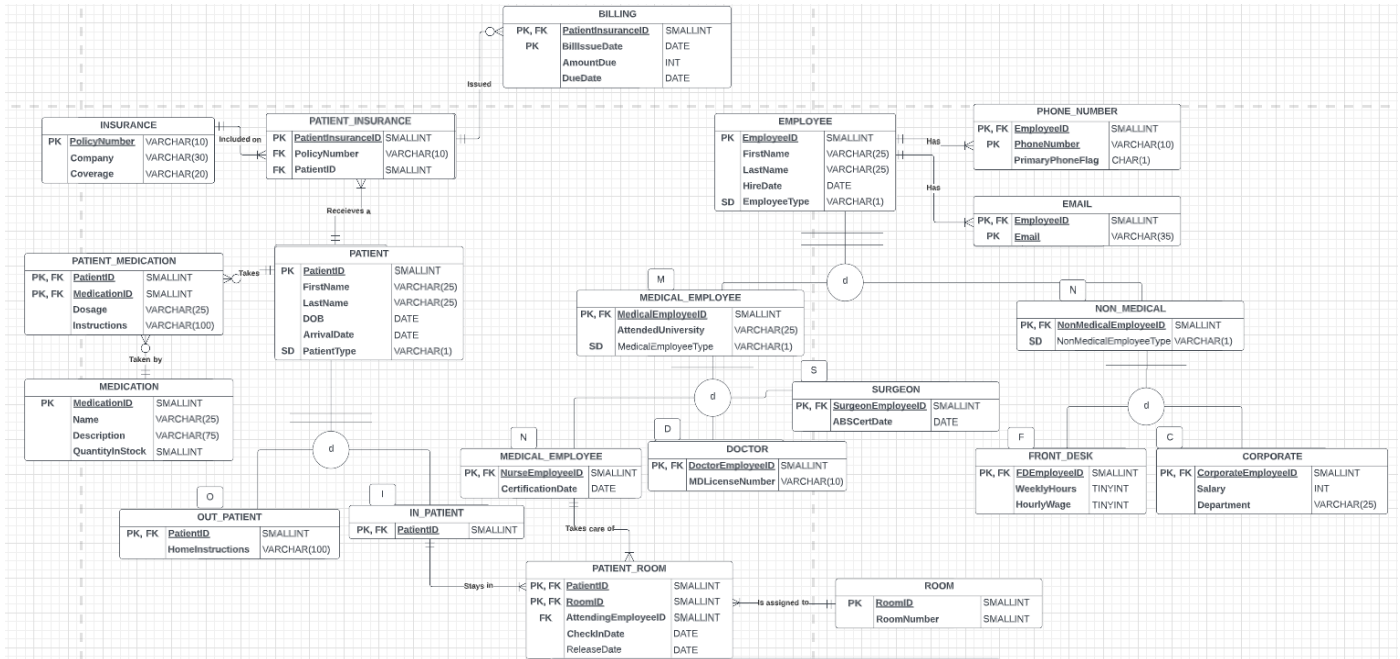 BILLING
PK, FK PatientInsuranceID SMALLINT
PK BillIssueDate DATE
AmountDue INT
DueDate DATE
Issued
INSURANCE
PK PolicyNumber VARCHAR(10)
Company VARCHAR(30)
Coverage VARCHAR(20)
Included on
PATIENT_INSURANCE
PK PatientInsuranceID SMALLINT
FK PolicyNumber VARCHAR(10)
FK PatientID SMALLINT
EMPLOYEE
PK EmployeeID SMALLINT
FirstName VARCHAR(25)
LastName VARCHAR(25)
HireDate DATE
SD EmployeeType VARCHAR(1)
Has
Has
PHONE_NUMBER
PK, FK EmployeeID SMALLINT
PK PhoneNumber VARCHAR(10)
PrimaryPhoneFlag CHAR(1)
EMAIL
PK, FK EmployeeID SMALLINT
PK Email VARCHAR(35)
Receieves a
PATIENT_MEDICATION
PK, FK PatientID SMALLINT
PK, FK MedicationID SMALLINT
Dosage VARCHAR(25)
Instructions VARCHAR(100)
Takes
PATIENT
PK PatientID SMALLINT
FirstName VARCHAR(25)
LastName VARCHAR(25)
DOB DATE
ArrivalDate DATE
SD PatientType VARCHAR(1)
d
M
MEDICAL_EMPLOYEE
PK, FK MedicalEmployeeID SMALLINT
AttendedUniversity VARCHAR(25)
SD MedicalEmployeeType VARCHAR(1)
N
NON_MEDICAL
PK, FK NonMedicalEmployeeID SMALLINT
SD NonMedicalEmployeeType VARCHAR(1)
Taken by
MEDICATION
PK MedicationID SMALLINT
Name VARCHAR(25)
Description VARCHAR(75)
QuantityInStock SMALLINT
d
d
S
SURGEON
PK, FK SurgeonEmployeeID SMALLINT
ABSCertDate DATE
d
N
MEDICAL_EMPLOYEE
PK, FK NurseEmployeeID SMALLINT
CertificationDate DATE
D
DOCTOR
PK, FK DoctorEmployeeID SMALLINT
MDLicenseNumber VARCHAR(10)
F
FRONT_DESK
PK, FK FDEmployeeID SMALLINT
WeeklyHours TINYINT
HourlyWage TINYINT
C
CORPORATE
PK, FK CorporateEmployeeID SMALLINT
Salary INT
Department VARCHAR(25)
O
OUT_PATIENT
PK, FK PatientID SMALLINT
HomeInstructions VARCHAR(100)
I
IN_PATIENT
PK, FK PatientID SMALLINT
Takes care of
Stays in
PATIENT_ROOM
PK, FK PatientID SMALLINT
PK, FK RoomID SMALLINT
FK AttendingEmployeeID SMALLINT
CheckInDate DATE
ReleaseDate DATE
Is assigned to
ROOM
PK RoomID SMALLINT
RoomNumber SMALLINT